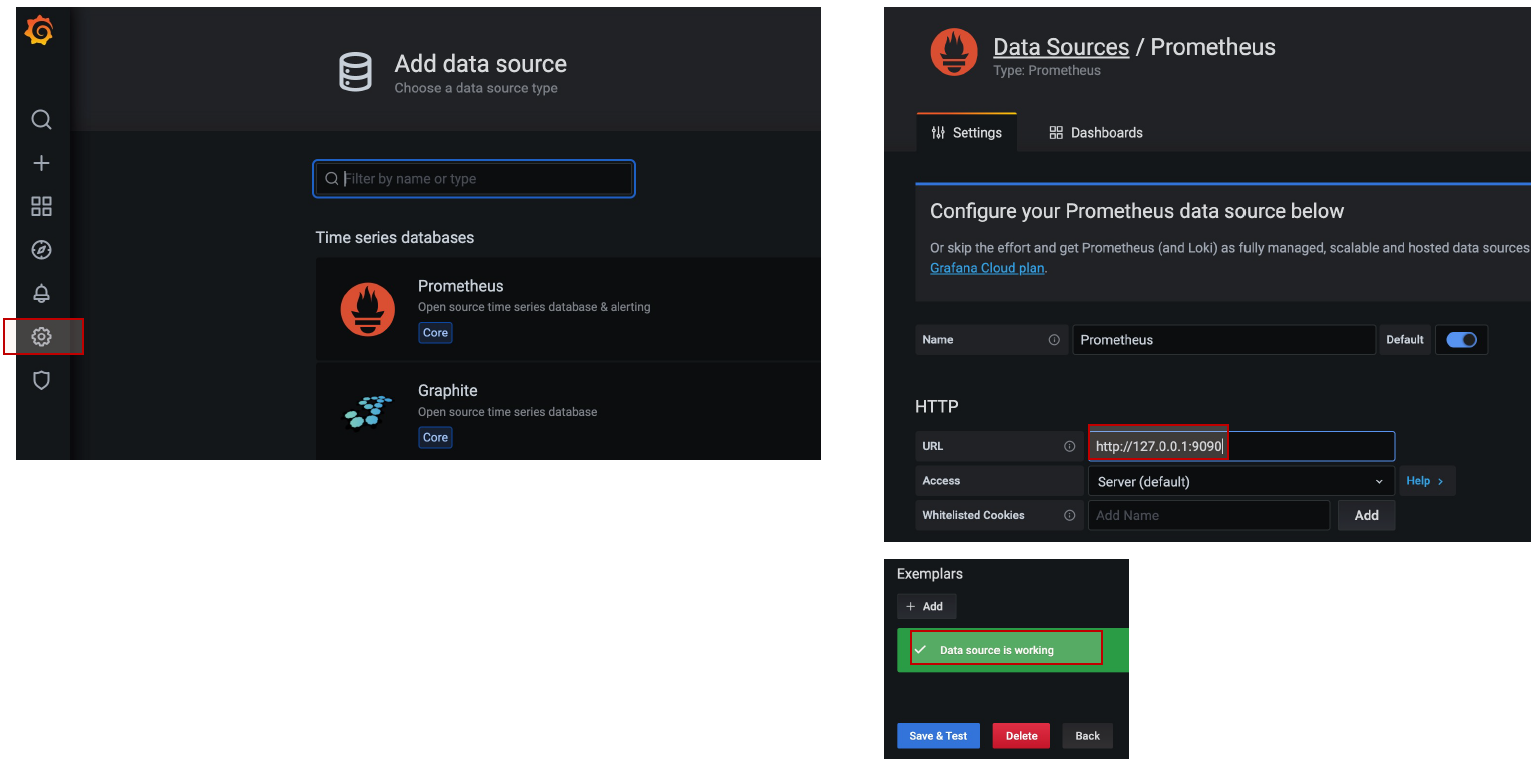 Add data source
Choose a data source type
Filter by name or type
Time series databases
Prometheus
Open source time series database & alerting
Core
Graphite
Open source time series database
Core
Data Sources / Prometheus
Type: Prometheus
Settings
Dashboards
Configure your Prometheus data source below
Or skip the effort and get Prometheus (and Loki) as fully managed, scalable and hosted data sources
Grafana Cloud plan.
Name
Prometheus
Default
HTTP
URL
http://127.0.0.1:9090
Access
Server (default)
Help >
Whitelisted Cookies
Add Name
Add
Exemplars
+ Add
Data source is working
Save & Test
Delete
Back